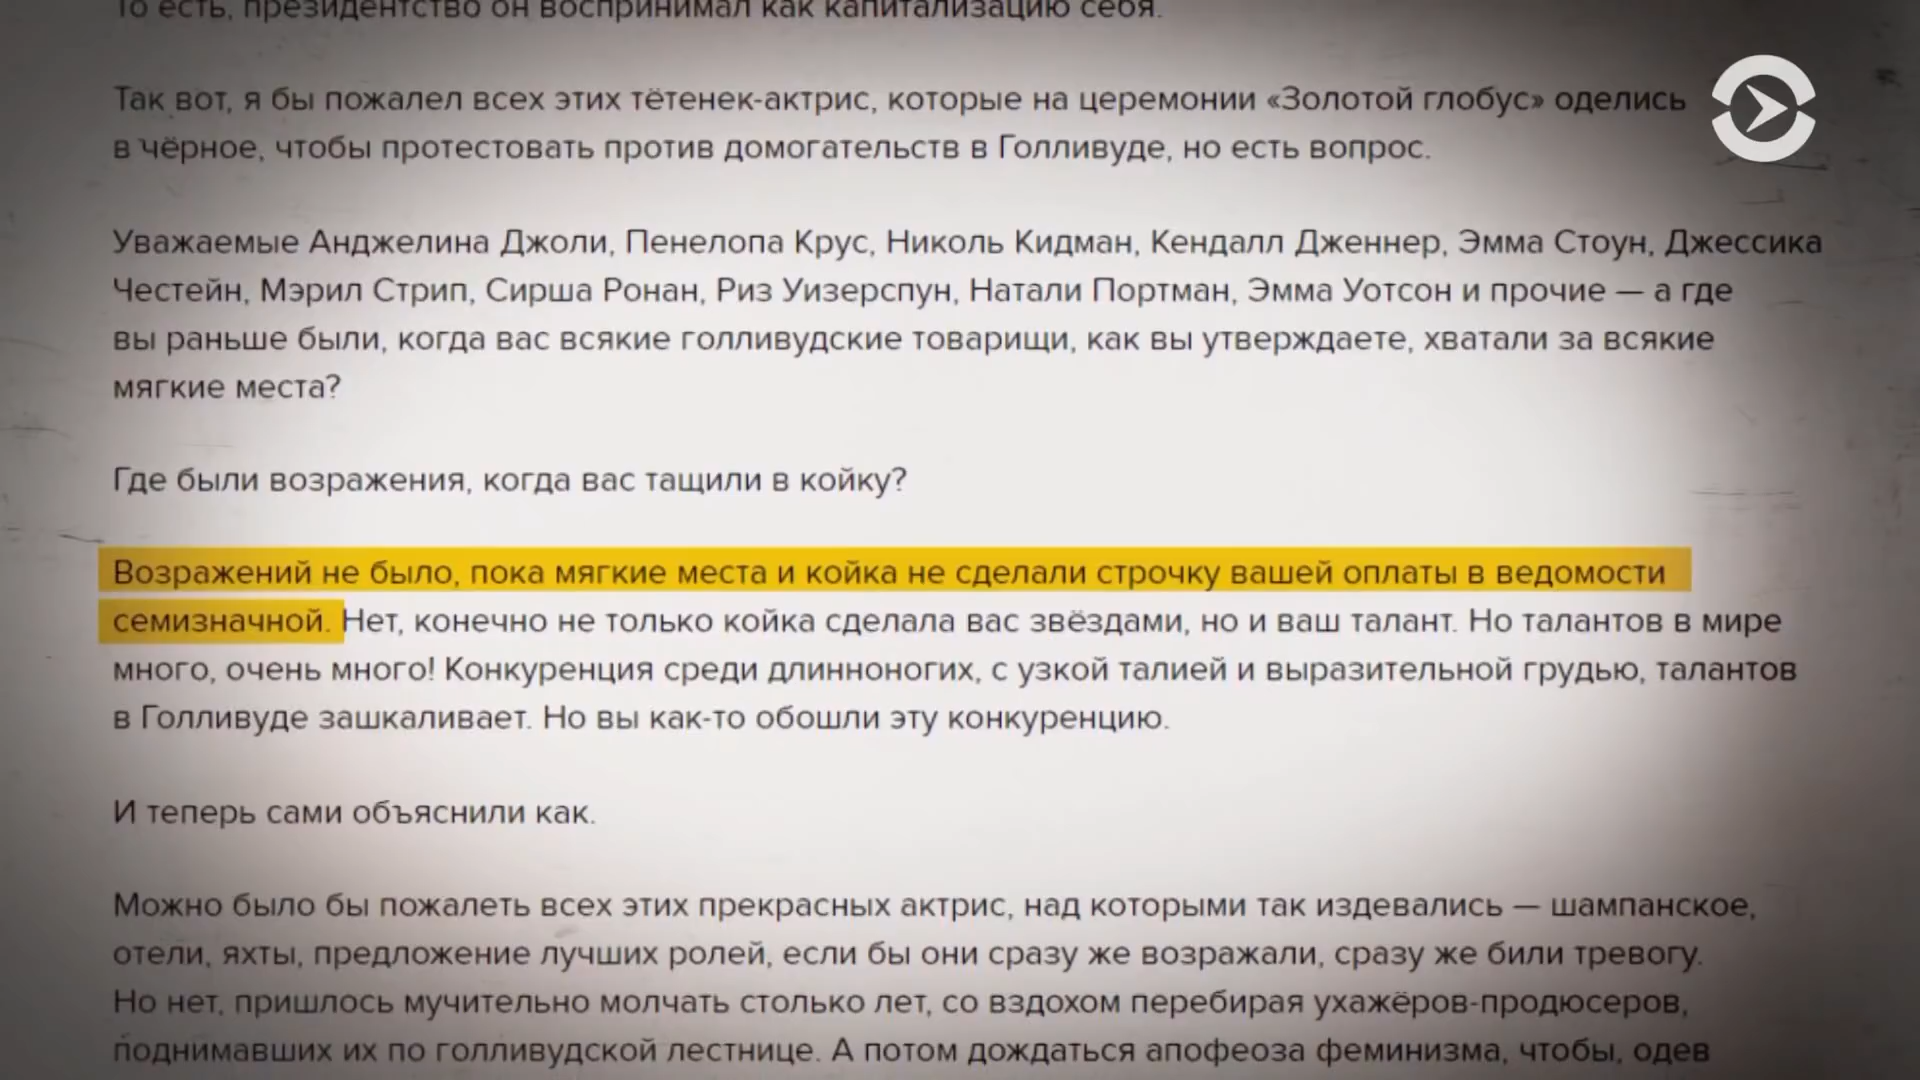 То есть, президентство он воспринимал как капитализацию себя.
Так вот, я бы пожалел всех этих тётенек-актрис, которые на церемонии «Золотой глобус» оделись
в чёрное, чтобы протестовать против домогательств в Голливуде, но есть вопрос.
Уважаемые Анджелина Джоли, Пенелопа Крус, Николь Кидман, Кендалл Дженнер, Эмма Стоун, Джессика
Честейн, Мэрил Стрип, Сирша Ронан, Риз Уизерспун, Натали Портман, Эмма Уотсон и прочие — а где
вы раньше были, когда вас всякие голливудские товарищи, как вы утверждаете, хватали за всякие
мягкие места?
Где были возражения, когда вас тащили в койку?
Возражений не было, пока мягкие места и койка не сделали строчку вашей оплаты в ведомости
семизначной. Нет, конечно не только койка сделала вас звёздами, но и ваш талант. Но талантов в мире
много, очень много! Конкуренция среди длинноногих, с узкой талией и выразительной грудью, талантов
в Голливуде зашкаливает. Но вы как-то обошли эту конкуренцию.
И теперь сами объяснили как.
Можно было бы пожалеть всех этих прекрасных актрис, над которыми так издевались — шампанское,
отели, яхты, предложение лучших ролей, если бы они сразу же возражали, сразу же били тревогу.
Но нет, пришлось мучительно молчать столько лет, со вздохом перебирая ухажёров-продюсеров,
поднимавших их по голливудской лестнице. А потом дождаться апофеоза феминизма, чтобы, одев